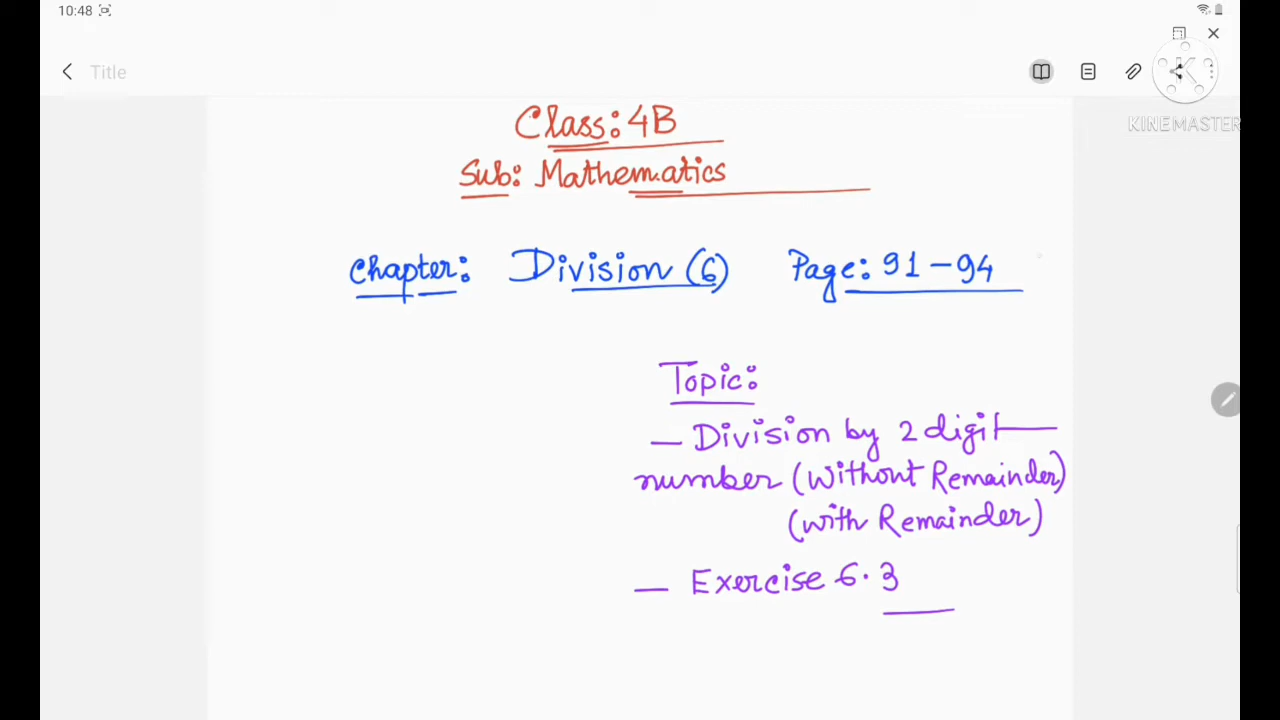 10:48
Title
KINEMASTER
Class: 4B
Sub: Mathematics
Chapter: Division (6) Page: 91-94
Topic:
— Division by 2 digit
number (Without Remainder)
(with Remainder)
— Exercise 6.3